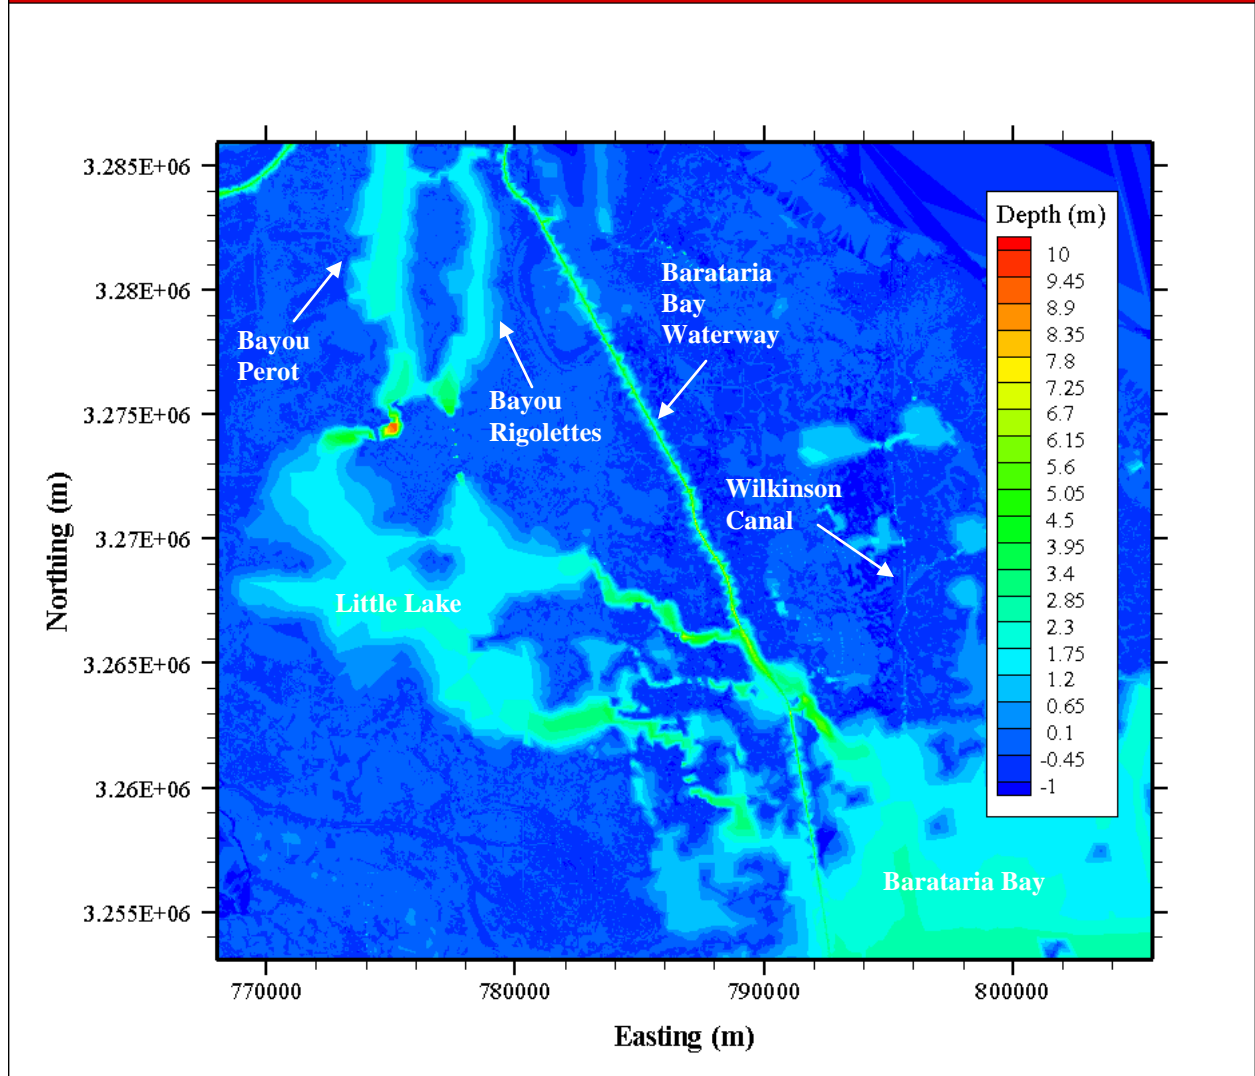 3.285E+06
3.28E+06
3.275E+06
3.27E+06
3.265E+06
3.26E+06
3.255E+06
Northing (m)
770000
780000
790000
800000
Easting (m)
Bayou
Perot
Bayou
Rigolettes
Barataria
Bay
Waterway
Wilkinson
Canal
Little Lake
Barataria Bay
Depth (m)
10
9.45
8.9
8.35
7.8
7.25
6.7
6.15
5.6
5.05
4.5
3.95
3.4
2.85
2.3
1.75
1.2
0.65
0.1
-0.45
-1